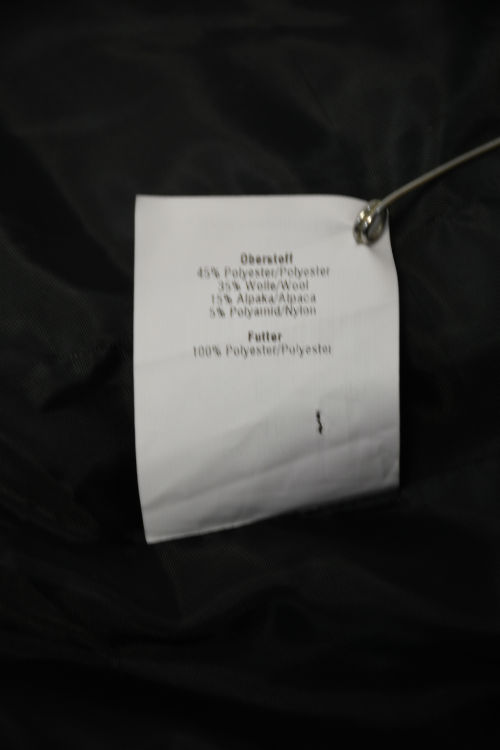 Oberstoff
45% Polyester/Polyester
35% Wolle/Wool
15% Alpaka/Alpaca
5% Polyamid/Nylon
Futter
100% Polyester/Polyester